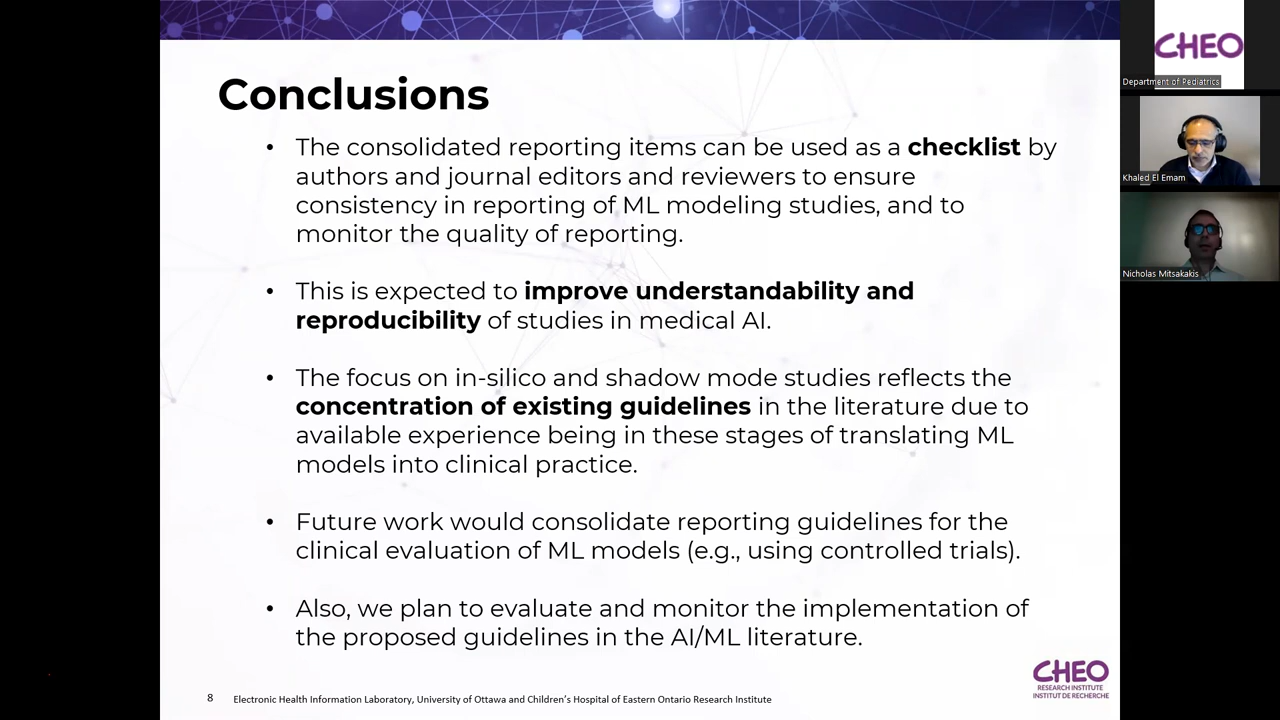 Conclusions
• The consolidated reporting items can be used as a checklist by
authors and journal editors and reviewers to ensure
consistency in reporting of ML modeling studies, and to
monitor the quality of reporting.
• This is expected to improve understandability and
reproducibility of studies in medical AI.
• The focus on in-silico and shadow mode studies reflects the
concentration of existing guidelines in the literature due to
available experience being in these stages of translating ML
models into clinical practice.
• Future work would consolidate reporting guidelines for the
clinical evaluation of ML models (e.g., using controlled trials).
• Also, we plan to evaluate and monitor the implementation of
the proposed guidelines in the AI/ML literature.
8 Electronic Health Information Laboratory, University of Ottawa and Children's Hospital of Eastern Ontario Research Institute
CHEO
RESEARCH INSTITUTE
INSTITUT DE RECHERCHE
CHEO
Department of Pediatrics
Khaled El Emam
Nicholas Mitsakakis